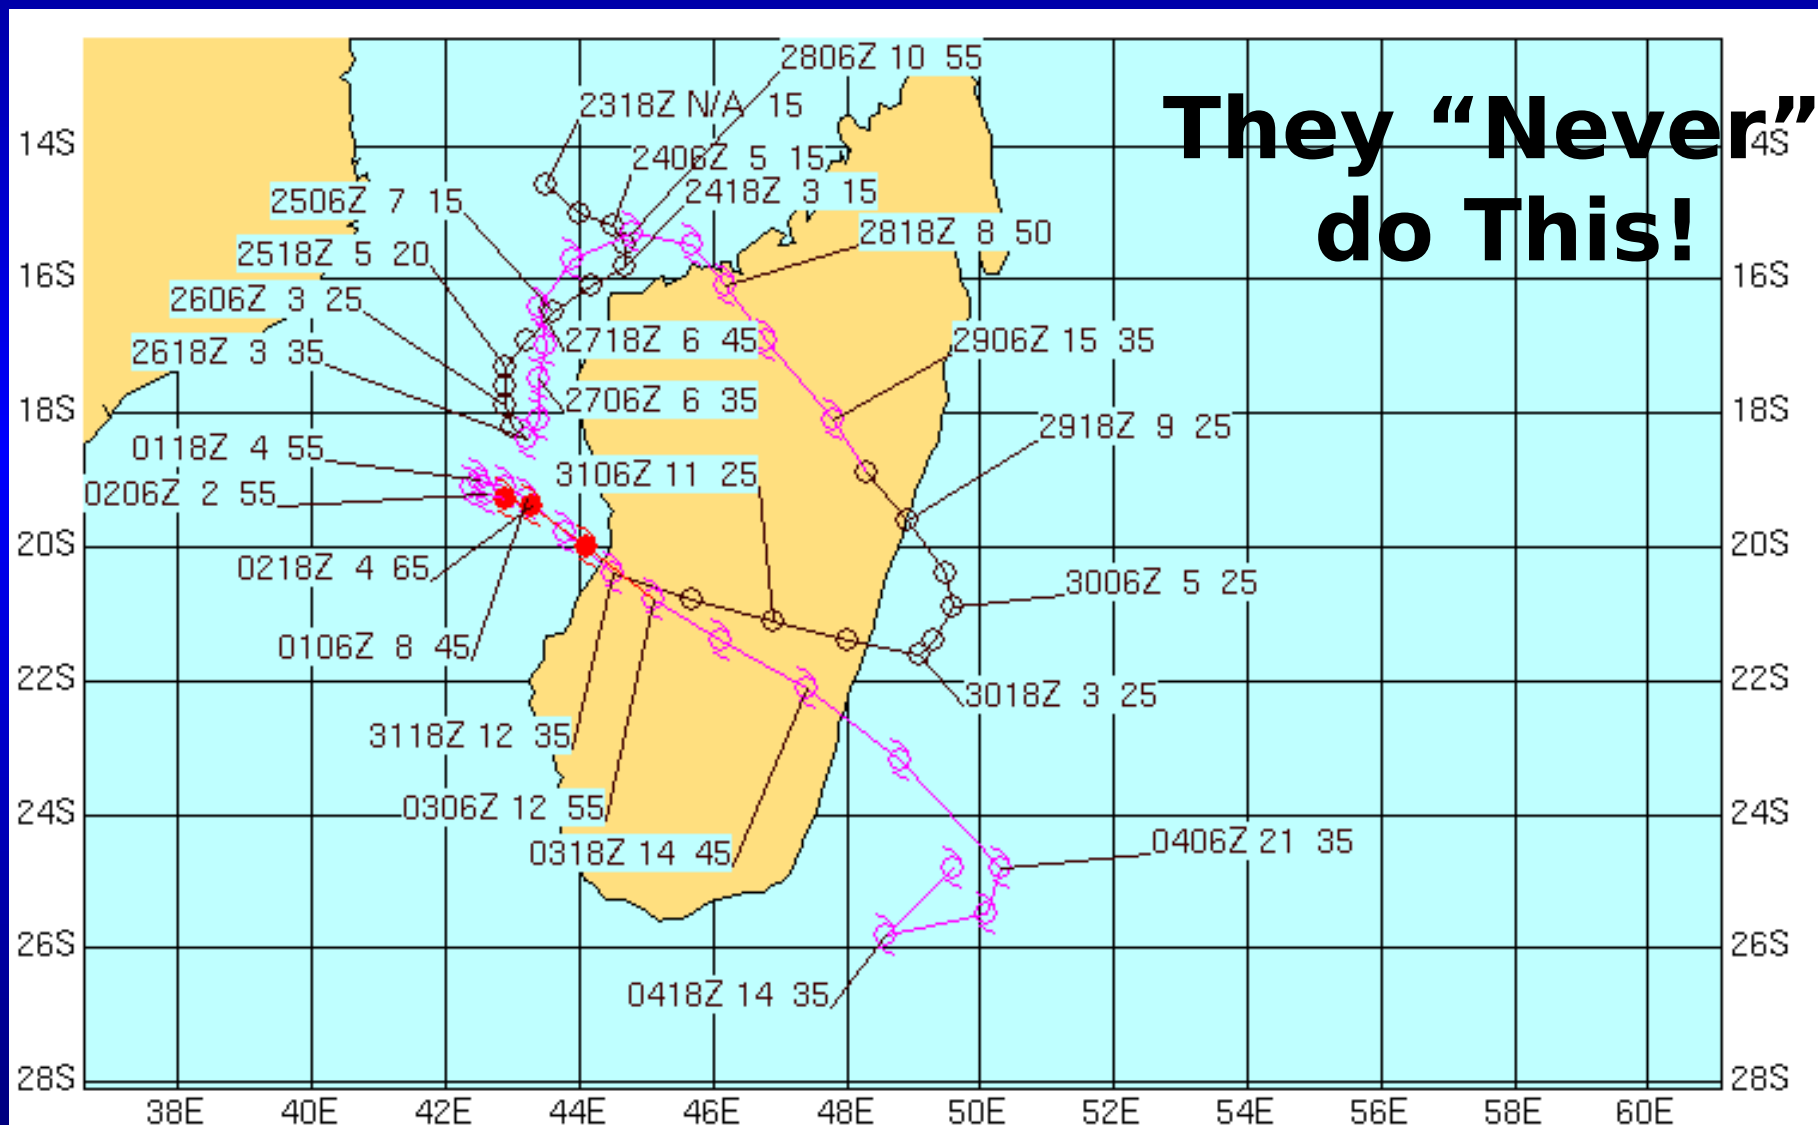 They “Never”
do This!
2806Z 10 55
2318Z N/A 15
2406Z 5 15
2418Z 3 15
2506Z 7 15
2818Z 8 50
2518Z 5 20
2606Z 3 25
2718Z 6 45
2906Z 15 35
2618Z 3 35
2706Z 6 35
2918Z 9 25
0118Z 4 55
3106Z 11 25
0206Z 2 55
0218Z 4 65
3006Z 5 25
0106Z 8 45
3018Z 3 25
3118Z 12 35
0306Z 12 55
0318Z 14 45
0406Z 21 35
0418Z 14 35
14S
16S
18S
20S
22S
24S
26S
28S
4S
16S
18S
20S
22S
24S
26S
28S
38E 40E 42E 44E 46E 48E 50E 52E 54E 56E 58E 60E